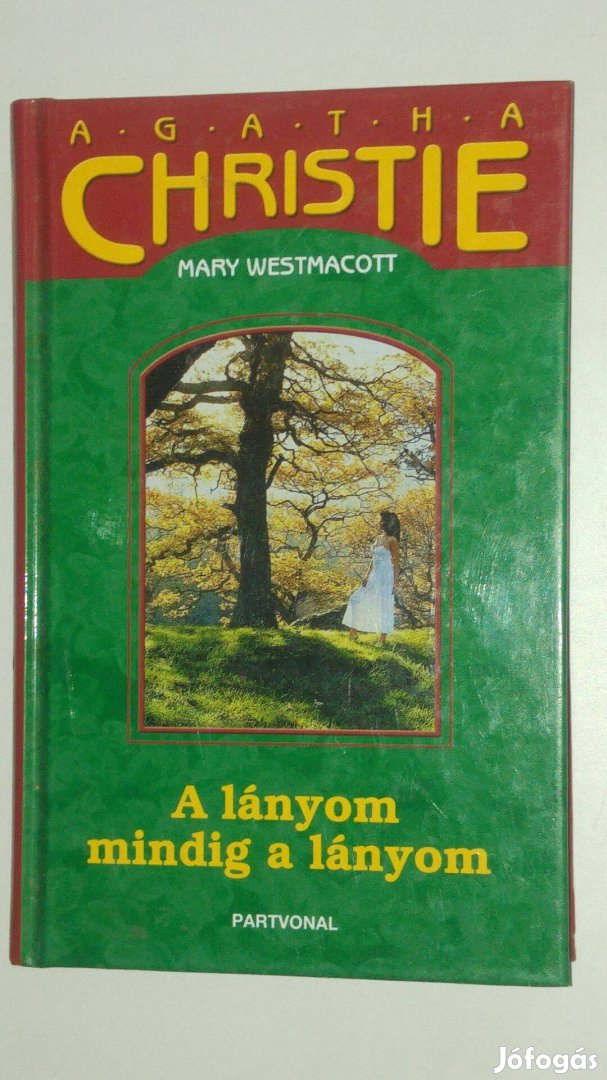 A·G·A·T·H·A
CHRISTIE
MARY WESTMACOTT
A lányom
mindig a lányom
PARTVONAL
Jófogás